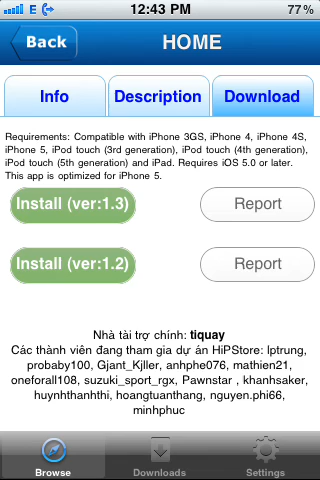 E 12:43 PM 77%
Back HOME
Info Description Download
Requirements: Compatible with iPhone 3GS, iPhone 4, iPhone 4S,
iPhone 5, iPod touch (3rd generation), iPod touch (4th generation),
iPod touch (5th generation) and iPad. Requires iOS 5.0 or later.
This app is optimized for iPhone 5.
Install (ver:1.3) Report
Install (ver:1.2) Report
Nhà tài trợ chính: tiquay
Các thành viên đang tham gia dự án HiPStore: lptrung,
probaby100, Gjant_Kjller, anhphe076, mathien21,
oneforall108, suzuki_sport_rgx, Pawnstar , khanhsaker,
huynhthanhthi, hoangtuanthang, nguyen.phi66,
minhphuc
Browse Downloads Settings